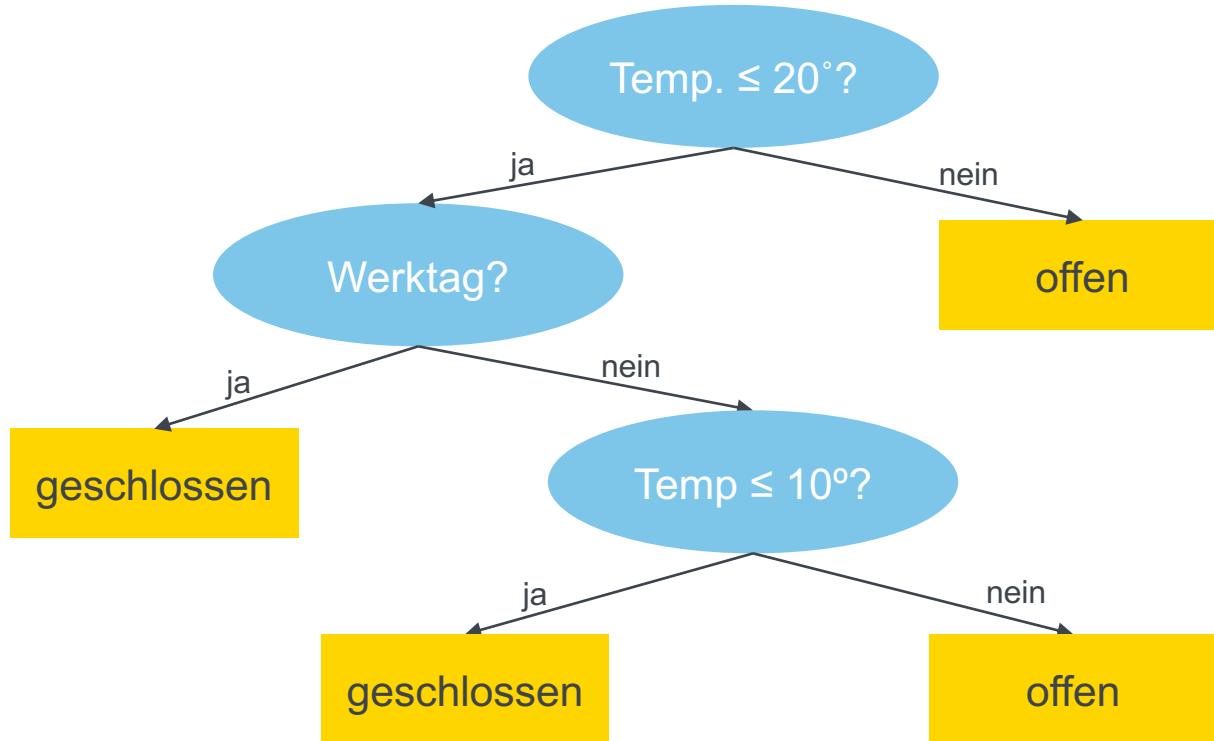 Temp. ≤ 20˚?
ja
nein
Werktag?
offen
ja
nein
geschlossen
Temp ≤ 10º?
ja
nein
geschlossen
offen